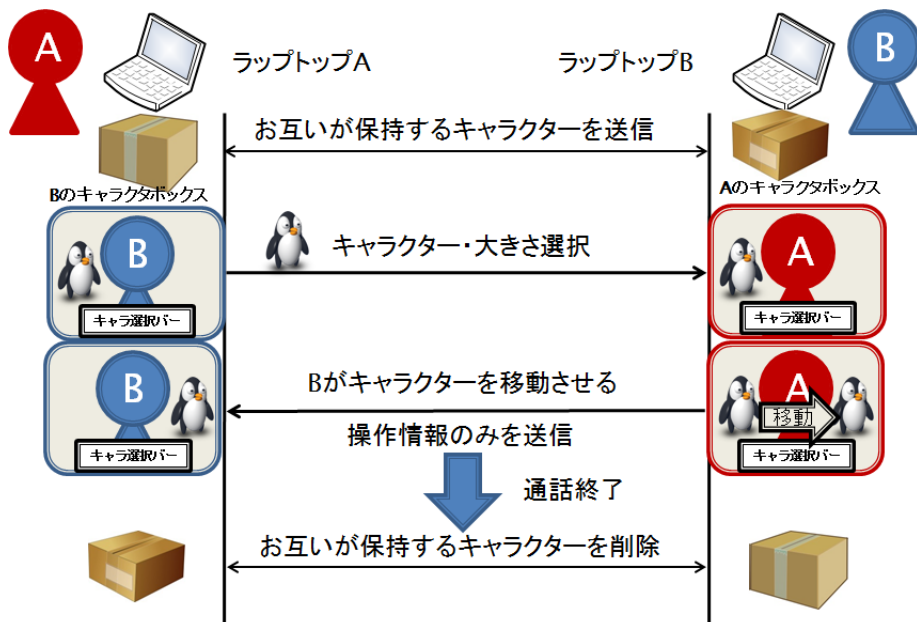 A
ラップトップA
ラップトップB
B
お互いが保持するキャラクターを送信
Bのキャラクタボックス
Aのキャラクタボックス
B
キャラ選択バー
キャラクター・大きさ選択
A
キャラ選択バー
B
キャラ選択バー
Bがキャラクターを移動させる
操作情報のみを送信
A
移動
キャラ選択バー
通話終了
お互いが保持するキャラクターを削除